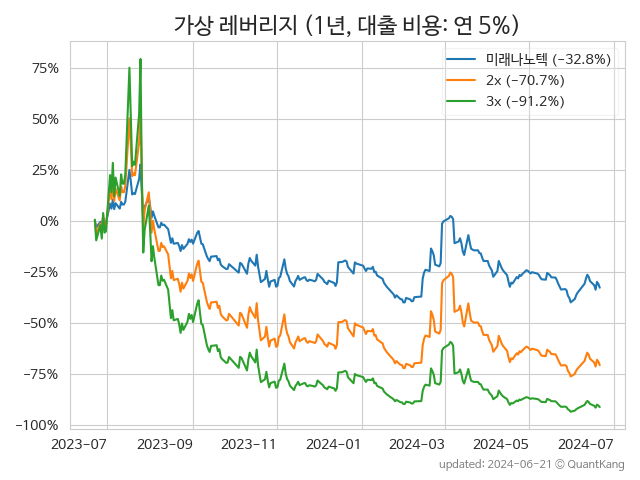 가상 레버리지 (1년, 대출 비용: 연 5%)
미래나노텍 (−32.8%)
2x (−70.7%)
3x (−91.2%)
75%
50%
25%
0%
−25%
−50%
−75%
−100%
2023-07 2023-09 2023-11 2024-01 2024-03 2024-05 2024-07
updated: 2024-06-21 © QuantKang